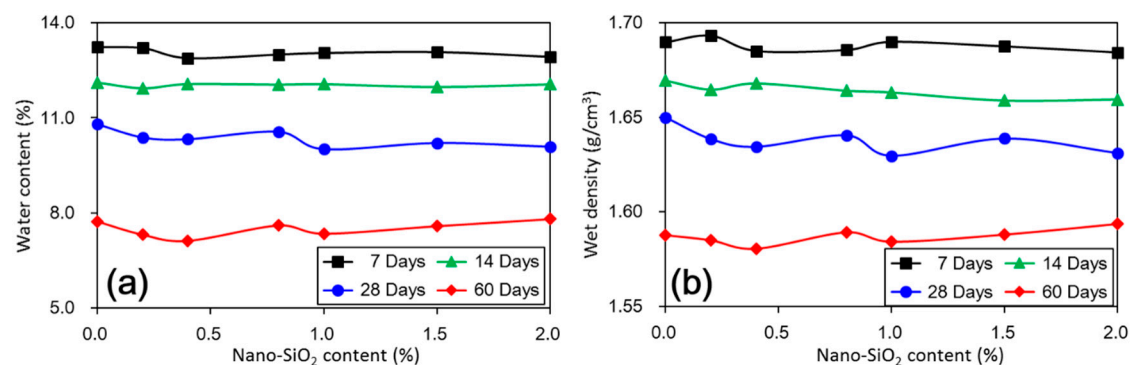 Water content (%)
14.0
11.0
8.0
5.0
(a)
7 Days
14 Days
28 Days
60 Days
0.0 0.5 1.0 1.5 2.0
Nano-SiO₂ content (%)
Wet density (g/cm³)
1.70
1.65
1.60
1.55
(b)
7 Days
14 Days
28 Days
60 Days
0.0 0.5 1.0 1.5 2.0
Nano-SiO₂ content (%)